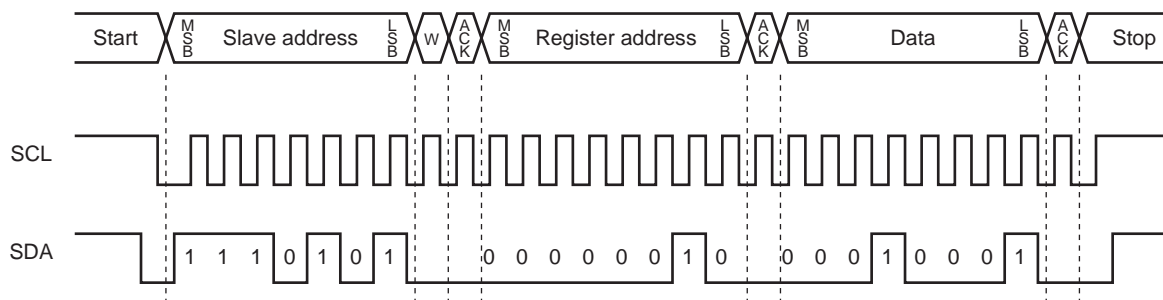 Start MSB Slave address LSB W ACK MSB Register address LSB ACK MSB Data LSB ACK Stop
SCL
SDA 1 1 1 0 1 0 1 0 0 0 0 0 0 1 0 0 0 0 1 0 0 0 1